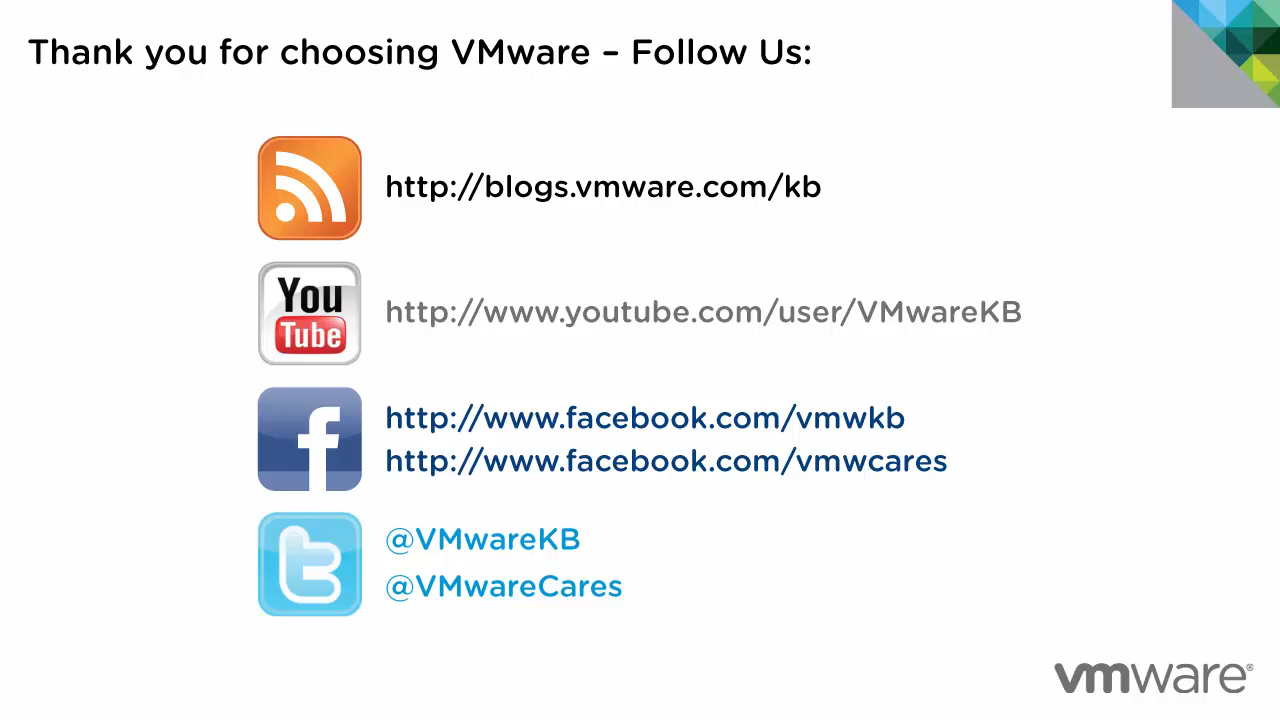 Thank you for choosing VMware – Follow Us:
http://blogs.vmware.com/kb
You
Tube
http://www.youtube.com/user/VMwareKB
f
http://www.facebook.com/vmwkb
http://www.facebook.com/vmwcares
t
@VMwareKB
@VMwareCares
vmware®